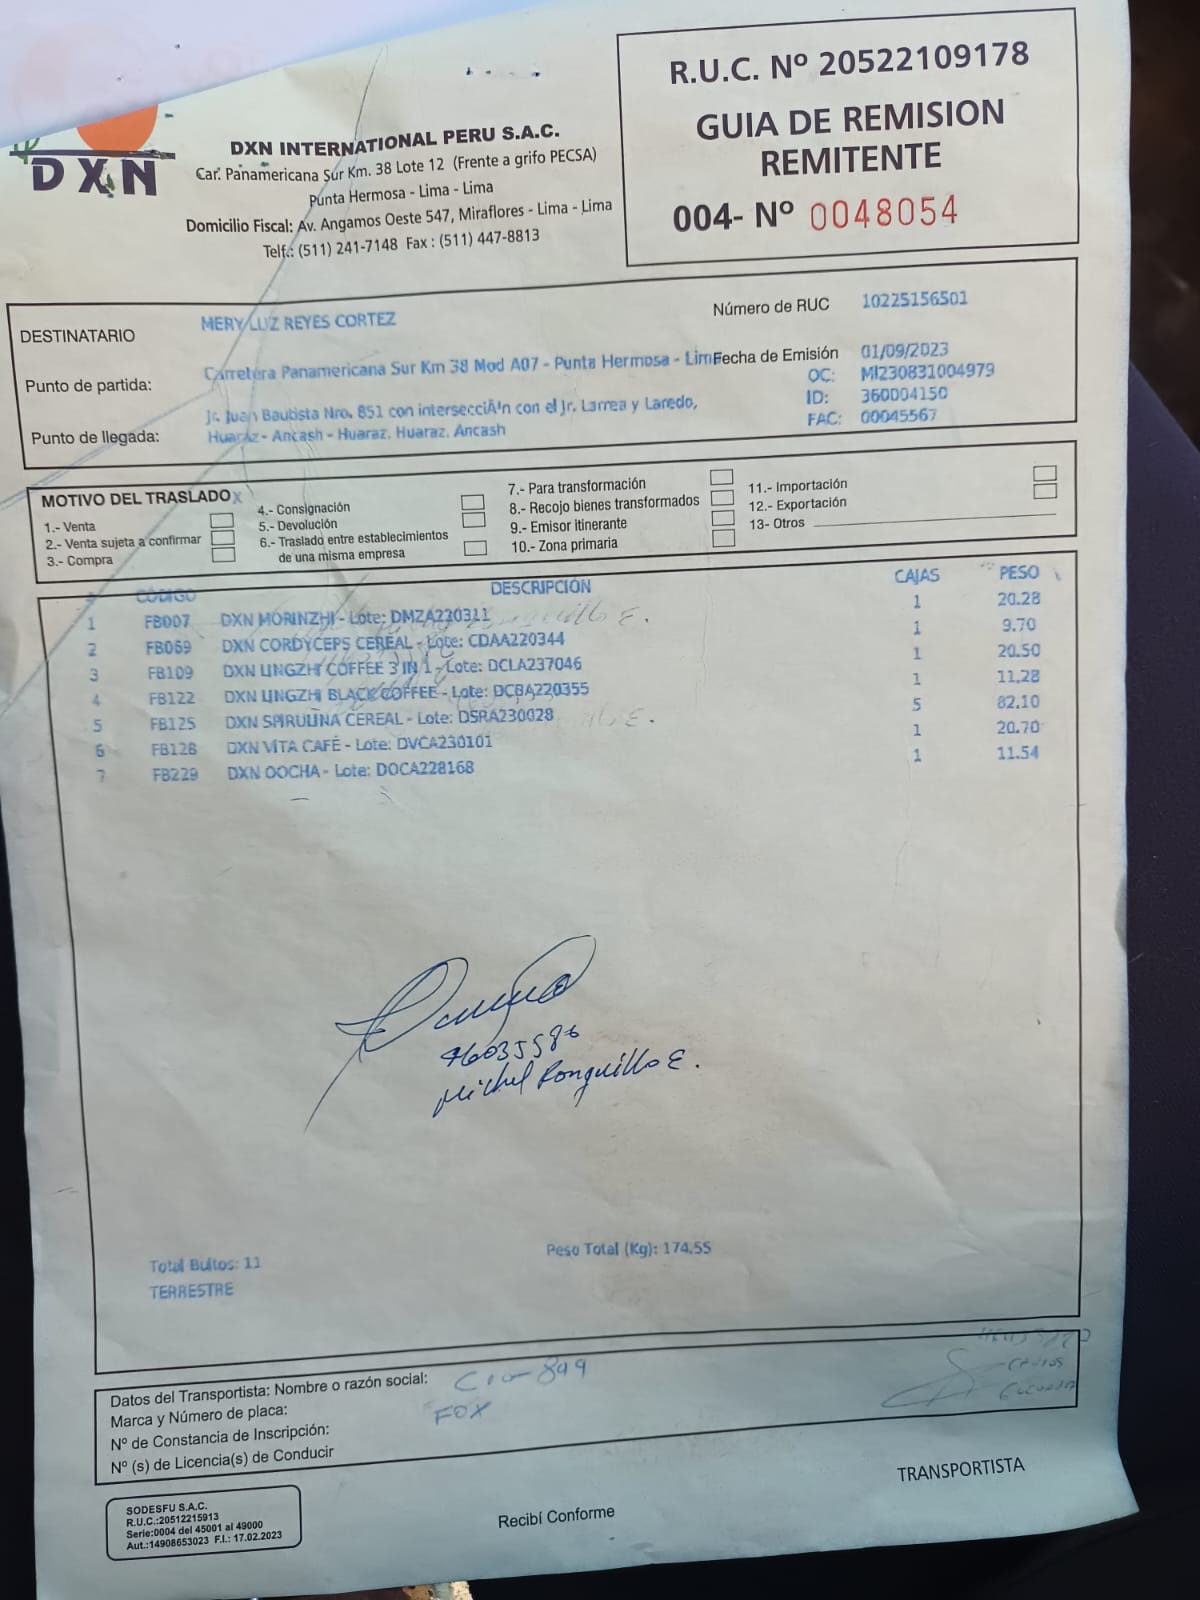 R.U.C. Nº 20522109178
GUIA DE REMISION
REMITENTE
004- Nº 0048054
DXN
DXN INTERNATIONAL PERU S.A.C.
Car. Panamericana Sur Km. 38 Lote 12 (Frente a grifo PECSA)
Punta Hermosa - Lima - Lima
Domicilio Fiscal: Av. Angamos Oeste 547, Miraflores - Lima - Lima
Telf.: (511) 241-7148 Fax : (511) 447-8813
DESTINATARIO MERY LUZ REYES CORTEZ Número de RUC 10225156501
Punto de partida: Carretera Panamericana Sur Km 38 Mod A07 - Punta Hermosa - Lim Fecha de Emisión 01/09/2023
OC: MI230831004979
Punto de llegada: Jr. Juan Bautista Nro. 851 con intersecciÃ³n con el Jr. Larrea y Laredo, ID: 360004150
Huaraz - Ancash - Huaraz, Huaraz, Ancash FAC: 00045567
MOTIVO DEL TRASLADO X
1.- Venta
2.- Venta sujeta a confirmar
3.- Compra
4.- Consignación
5.- Devolución
6.- Traslado entre establecimientos
de una misma empresa
7.- Para transformación
8.- Recojo bienes transformados
9.- Emisor Itinerante
10.- Zona primaria
11.- Importación
12.- Exportación
13- Otros
# CODIGO DESCRIPCION CAJAS PESO
1 FB007 DXN MORINZHI - Lote: DMZA230311 1 20.28
2 FB069 DXN CORDYCEPS CEREAL - Lote: CDAA220344 1 9.70
3 FB109 DXN LINGZHI COFFEE 3 IN 1 - Lote: DCLA237046 1 20.50
4 FB122 DXN LINGZHI BLACK COFFEE - Lote: DCBA220355 1 11,28
5 FB125 DXN SPIRULINA CEREAL - Lote: DSRA230028 5 82.10
6 FB128 DXN VITA CAFÉ - Lote: DVCA230101 1 20.70
7 FB229 DXN OOCHA - Lote: DOCA228168 1 11.54
46035586
Michel Ronquillo E.
Total Bultos: 11 Peso Total (Kg): 174.55
TERRESTRE
Datos del Transportista: Nombre o razón social: C10-849
Marca y Número de placa: FOX
Nº de Constancia de Inscripción:
Nº (s) de Licencia(s) de Conducir
TRANSPORTISTA
Recibí Conforme
SODESFU S.A.C.
R.U.C.:20512215913
Serie:0004 del 45001 al 49000
Aut.:14908653023 F.I.: 17.02.2023